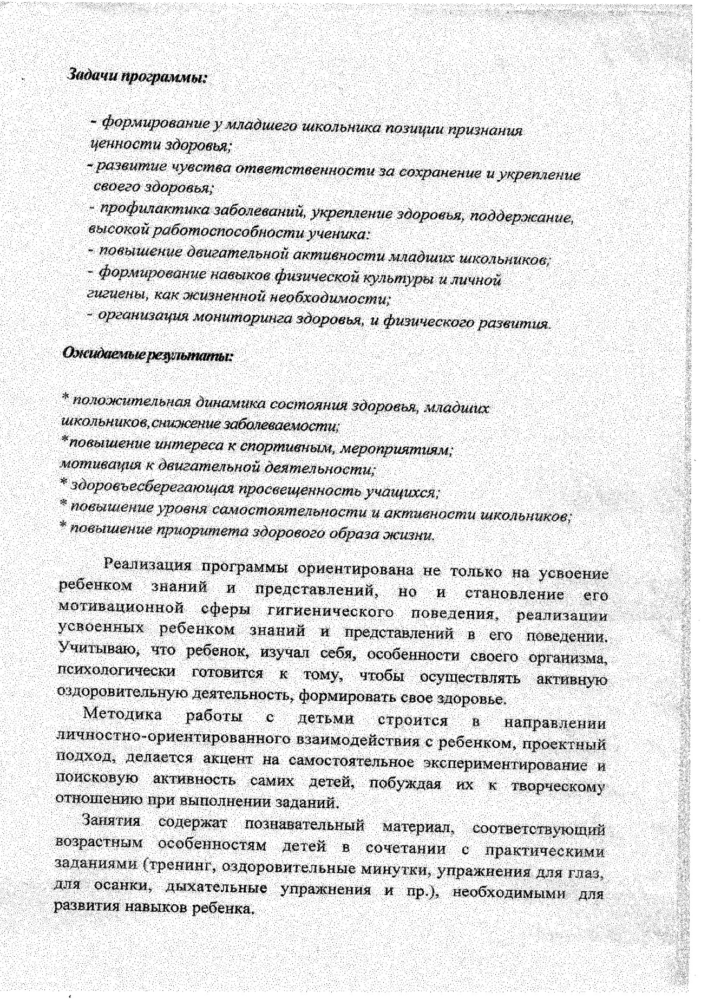 Задачи программы:
- формирование у младшего школьника позиции признания
ценности здоровья;
- развитие чувства ответственности за сохранение и укрепление
своего здоровья;
- профилактика заболеваний, укрепление здоровья, поддержание,
высокой работоспособности ученика:
- повышение двигательной активности младших школьников;
- формирование навыков физической культуры и личной
гигиены, как жизненной необходимости;
- организация мониторинга здоровья, и физического развития.
Ожидаемые результаты:
* положительная динамика состояния здоровья, младших
школьников, снижение заболеваемости;
*повышение интереса к спортивным, мероприятиям;
мотивация к двигательной деятельности;
* здоровъесберегающая просвещенность учащихся;
* повышение уровня самостоятельности и активности школьников;
* повышение приоритета здорового образа жизни.
Реализация программы ориентирована не только на усвоение
ребенком знаний и представлений, но и становление его
мотивационной сферы гигиенического поведения, реализации
усвоенных ребенком знаний и представлений в его поведении.
Учитываю, что ребенок, изучал себя, особенности своего организма,
психологически готовится к тому, чтобы осуществлять активную
оздоровительную деятельность, формировать свое здоровье.
Методика работы с детьми строится в направлении
личностно-ориентированного взаимодействия с ребенком, проектный
подход, делается акцент на самостоятельное экспериментирование и
поисковую активность самих детей, побуждая их к творческому
отношению при выполнении заданий.
Занятия содержат познавательный материал, соответствующий
возрастным особенностям детей в сочетании с практическими
заданиями (тренинг, оздоровительные минутки, упражнения для глаз,
для осанки, дыхательные упражнения и пр.), необходимыми для
развития навыков ребенка.